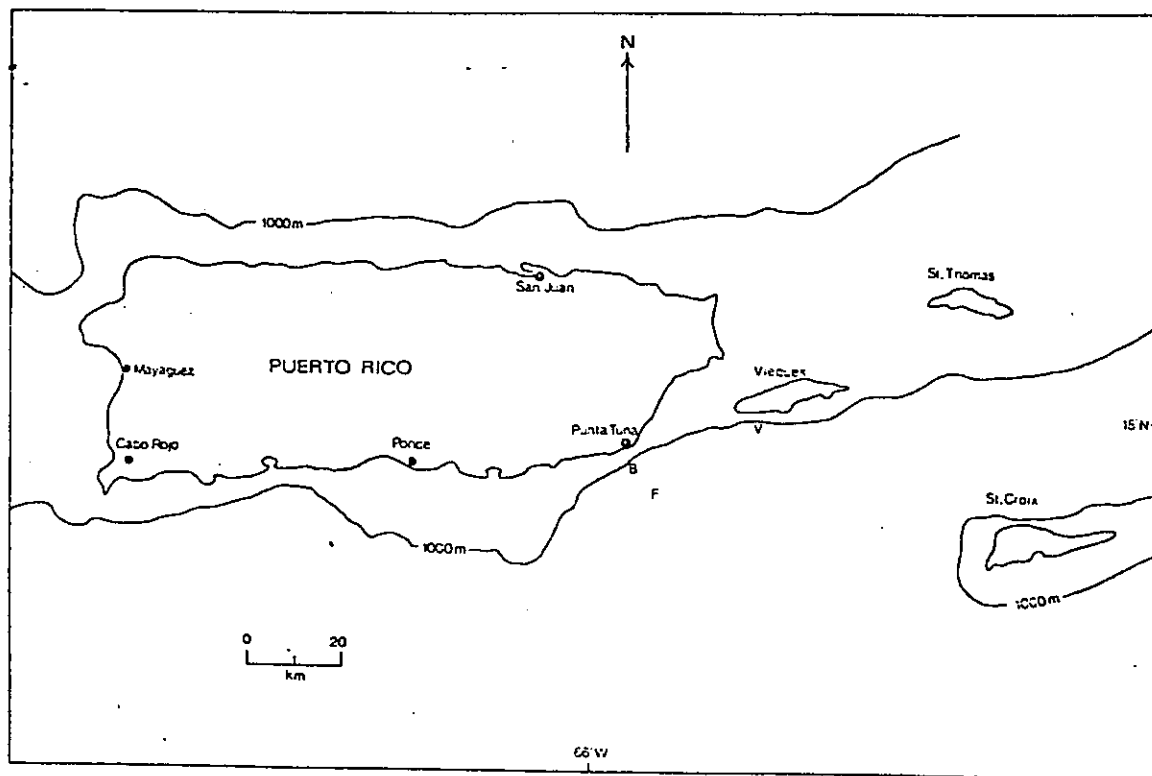 N
1000m
San Juan
St. Thomas
PUERTO RICO
Mayaguez
Vieques
Cabo Rojo
Ponce
Punta Tuna
V
B
F
St. Croix
1000m
1000m
0 20
km
66°W